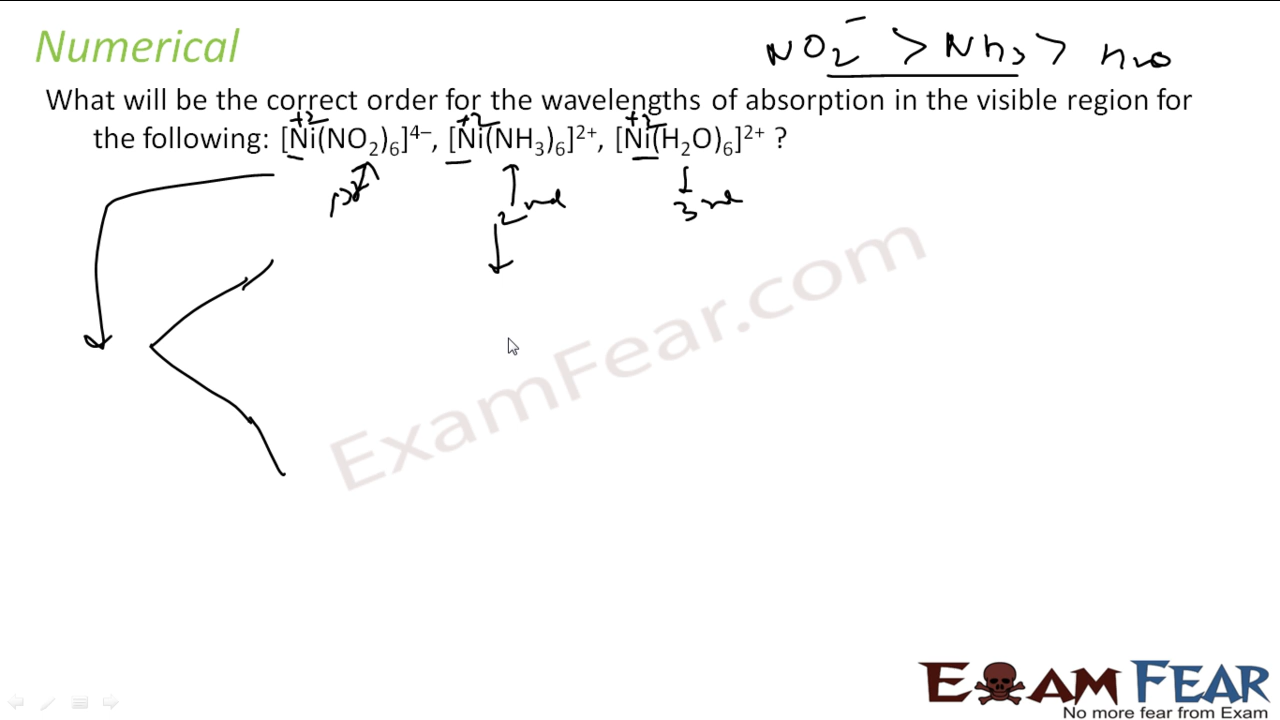 Numerical
NO₂⁻ > Nh₃ > h₂o
What will be the correct order for the wavelengths of absorption in the visible region for
+2 +2 +2
the following: [Ni(NO₂)₆]⁴⁻, [Ni(NH₃)₆]²⁺, [Ni(H₂O)₆]²⁺ ?
2nd
3rd
ExamFear.com
EXAM FEAR
No more fear from Exam